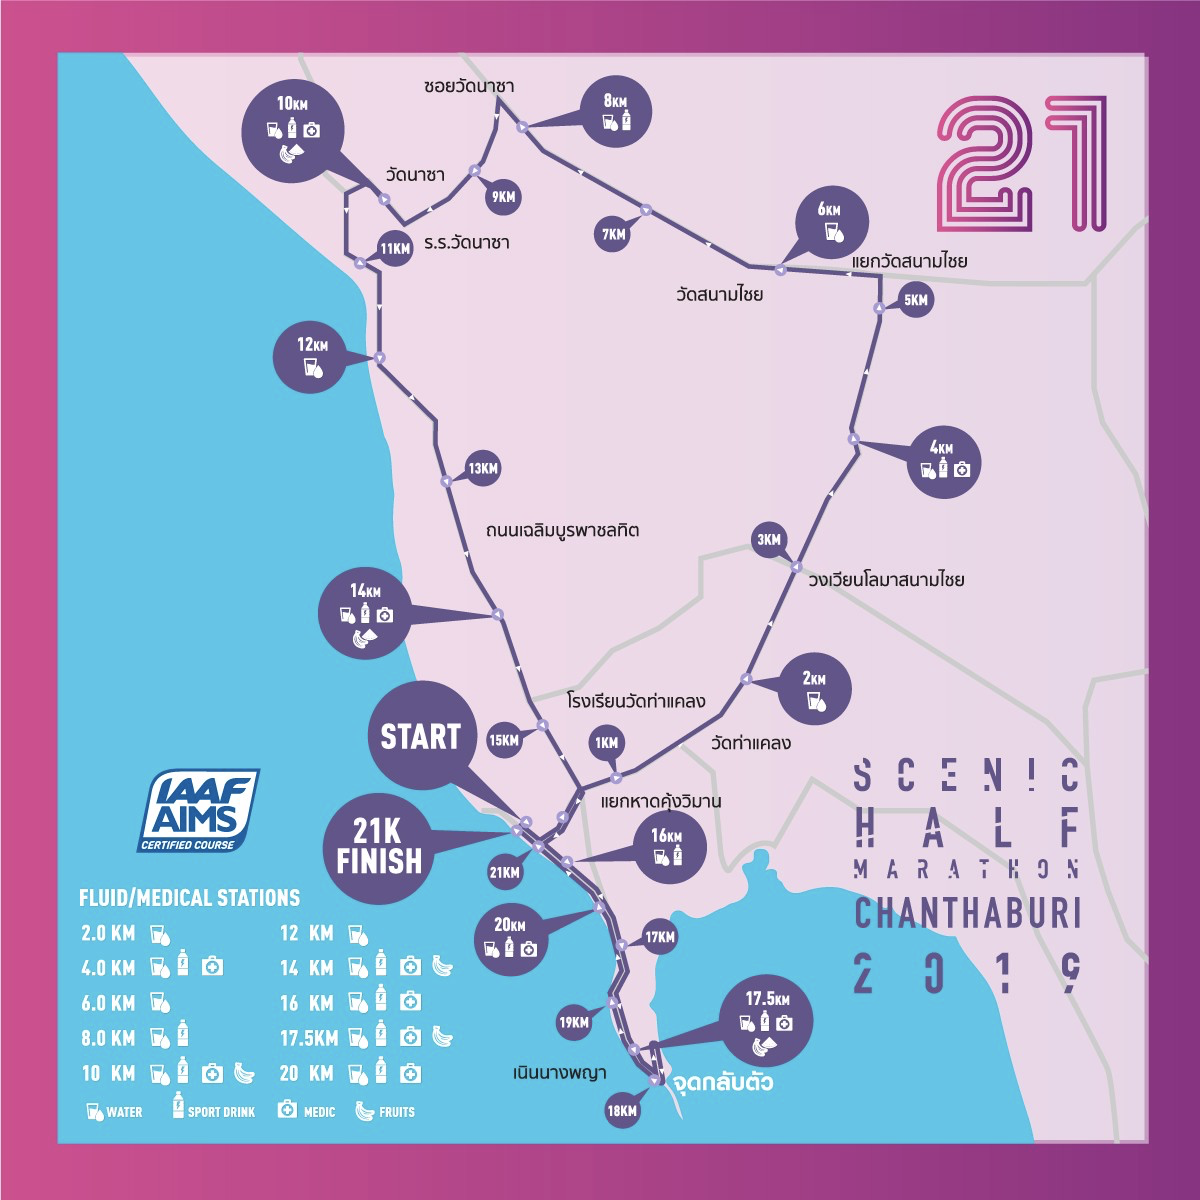 21
ซอยวัดนาซา
10KM
8KM
วัดนาซา
9KM
6KM
7KM
ร.ร.วัดนาซา
11KM
แยกวัดสนามไชย
วัดสนามไชย
5KM
12KM
4KM
13KM
ถนนเฉลิมบูรพาชลทิต
3KM
วงเวียนโลมาสนามไชย
14KM
2KM
โรงเรียนวัดท่าแคลง
START
15KM
1KM
วัดท่าแคลง
แยกหาดคุ้งวิมาน
21K
FINISH
16KM
21KM
20KM
17KM
17.5KM
19KM
เนินนางพญา
จุดกลับตัว
18KM
SCENIC
HALF
MARATHON
CHANTHABURI
2019
IAAF
AIMS
CERTIFIED COURSE
FLUID/MEDICAL STATIONS
2.0 KM
4.0 KM
6.0 KM
8.0 KM
10 KM
12 KM
14 KM
16 KM
17.5KM
20 KM
WATER SPORT DRINK MEDIC FRUITS